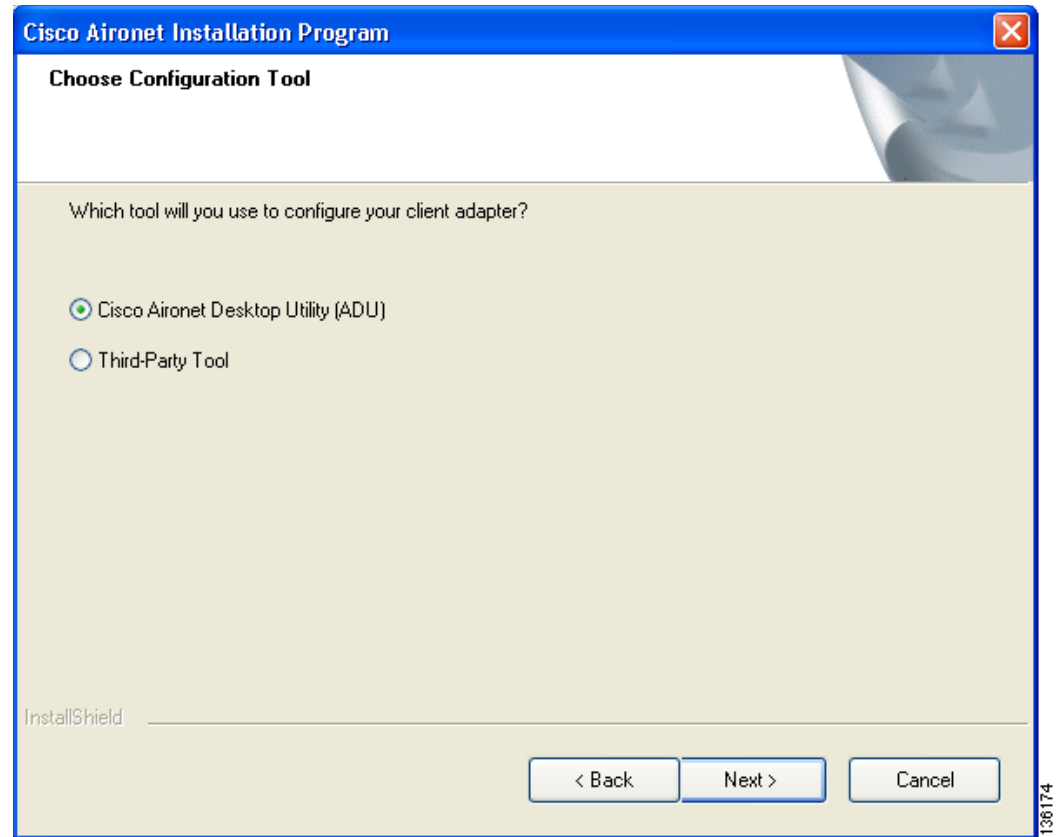 Cisco Aironet Installation Program
Choose Configuration Tool
Which tool will you use to configure your client adapter?
Cisco Aironet Desktop Utility (ADU)
Third-Party Tool
InstallShield
< Back
Next >
Cancel
136174